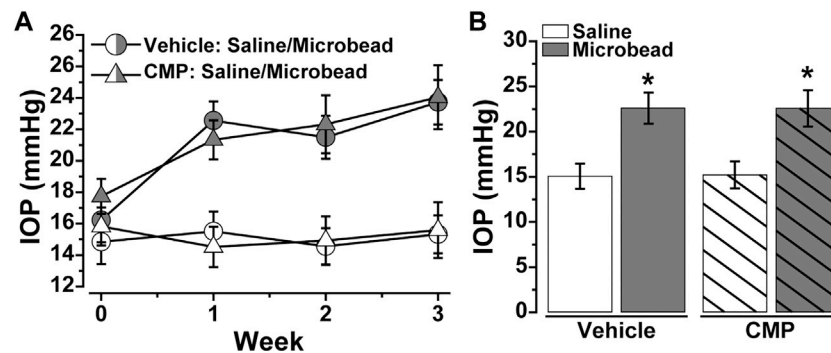 A
Vehicle: Saline/Microbead
CMP: Saline/Microbead
IOP (mmHg)
26
24
22
20
18
16
14
12
0
1
2
3
Week
B
Saline
Microbead
IOP (mmHg)
30
25
20
15
10
5
0
*
*
Vehicle
CMP